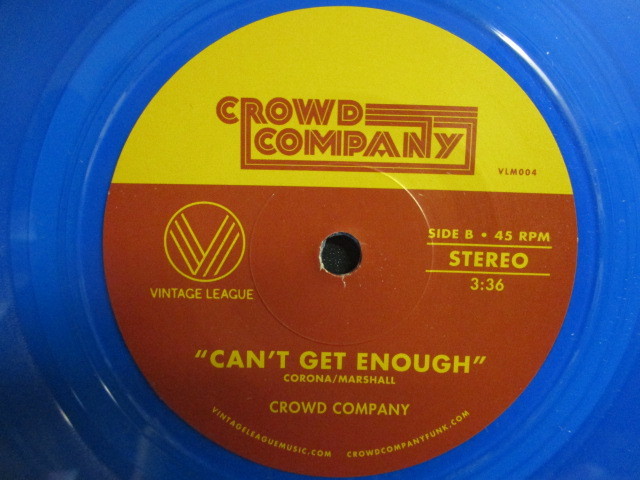 CROWD
COMPANY
VLM004
SIDE B • 45 RPM
STEREO
3:36
VINTAGE LEAGUE
"CAN'T GET ENOUGH"
CORONA/MARSHALL
CROWD COMPANY
VINTAGELEAGUEMUSIC.COM • CROWDCOMPANYFUNK.COM